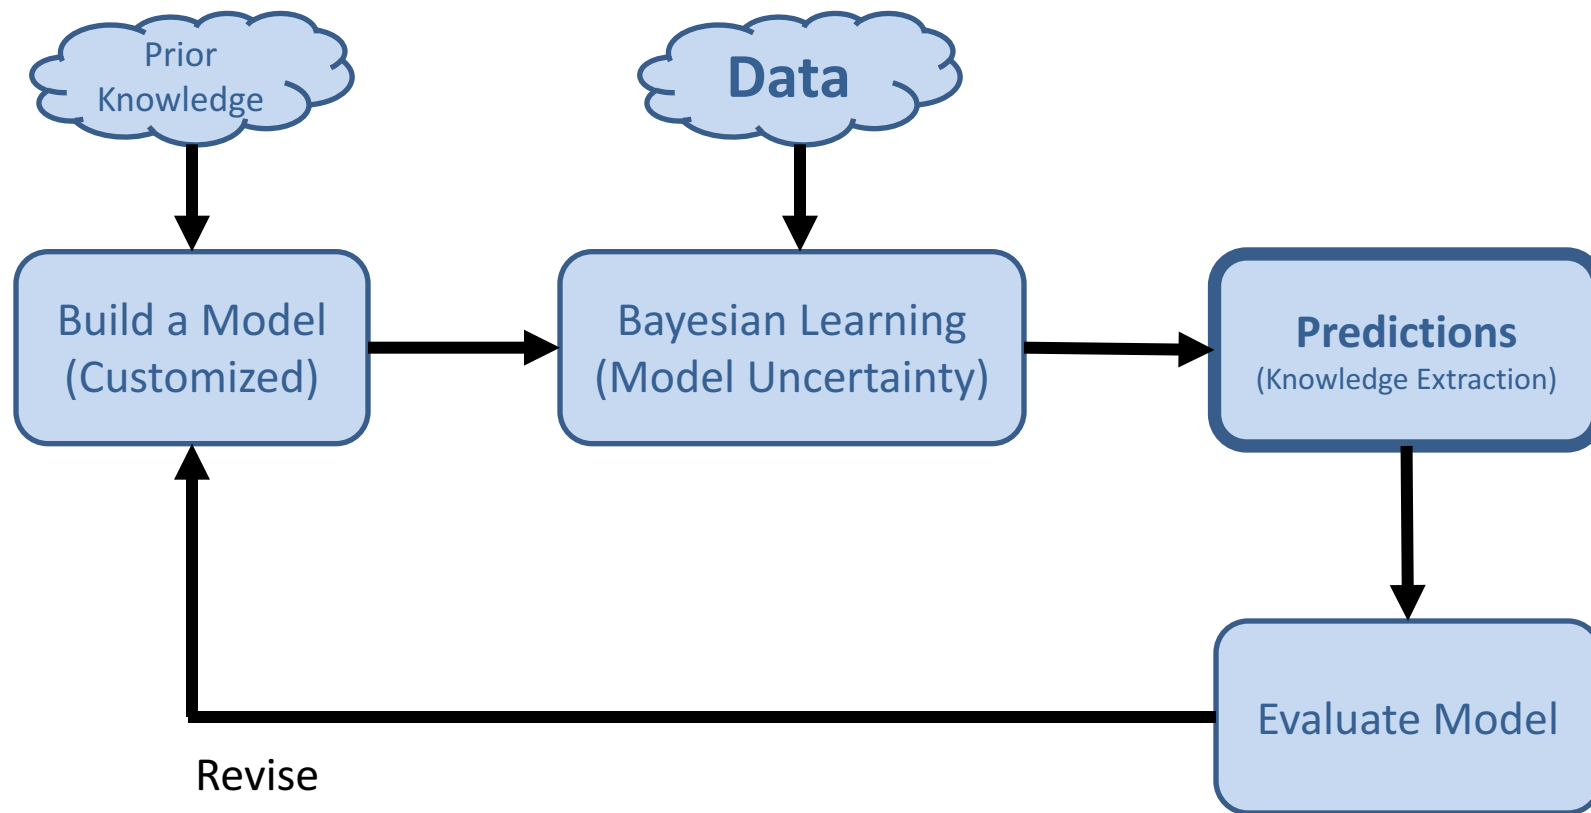 Prior
Knowledge
Data
Build a Model
(Customized)
Bayesian Learning
(Model Uncertainty)
Predictions
(Knowledge Extraction)
Evaluate Model
Revise